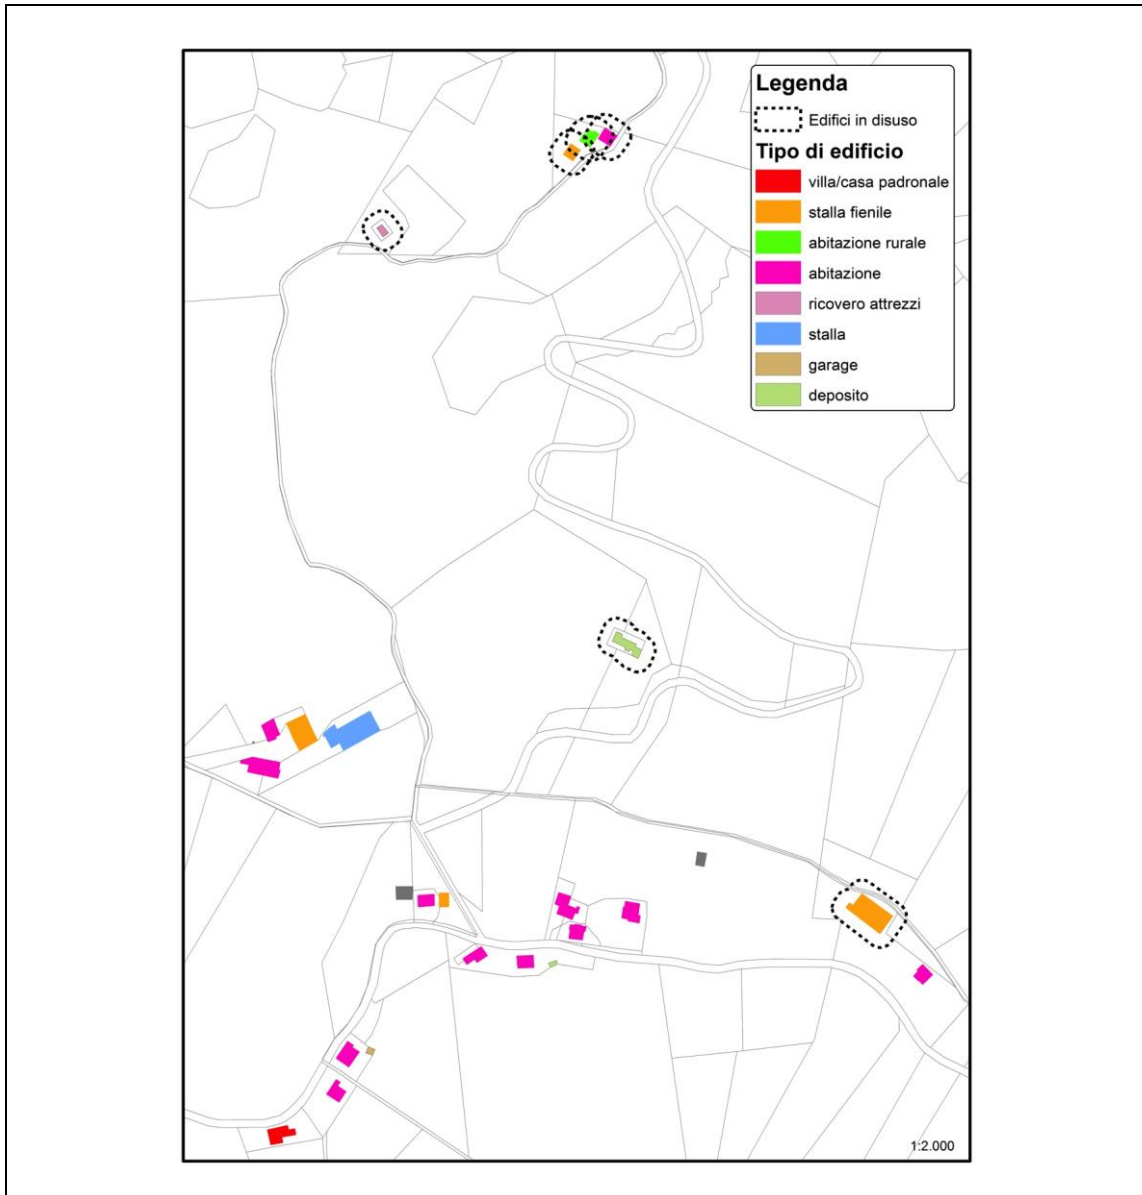 Legenda
Edifici in disuso
Tipo di edificio
villa/casa padronale
stalla fienile
abitazione rurale
abitazione
ricovero attrezzi
stalla
garage
deposito
1:2.000